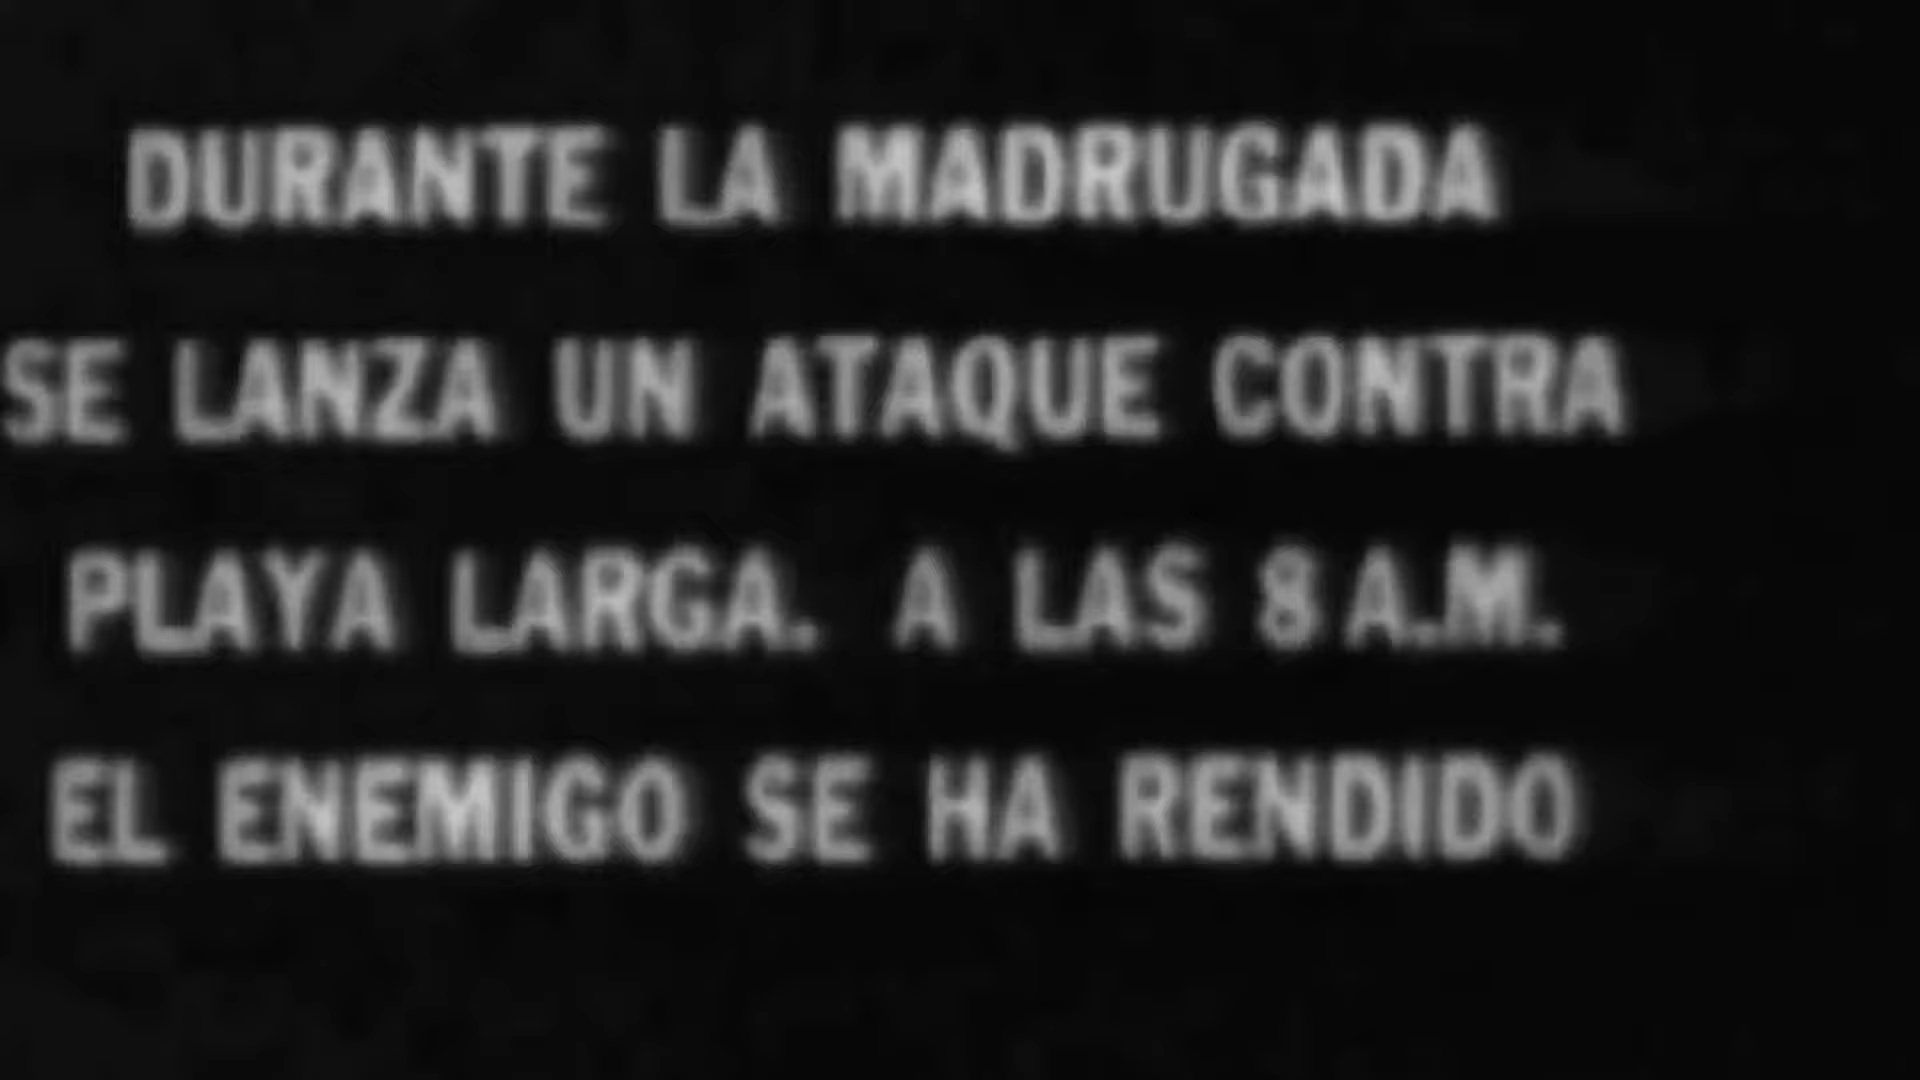 DURANTE LA MADRUGADA
SE LANZA UN ATAQUE CONTRA
PLAYA LARGA. A LAS 8 A.M.
EL ENEMIGO SE HA RENDIDO